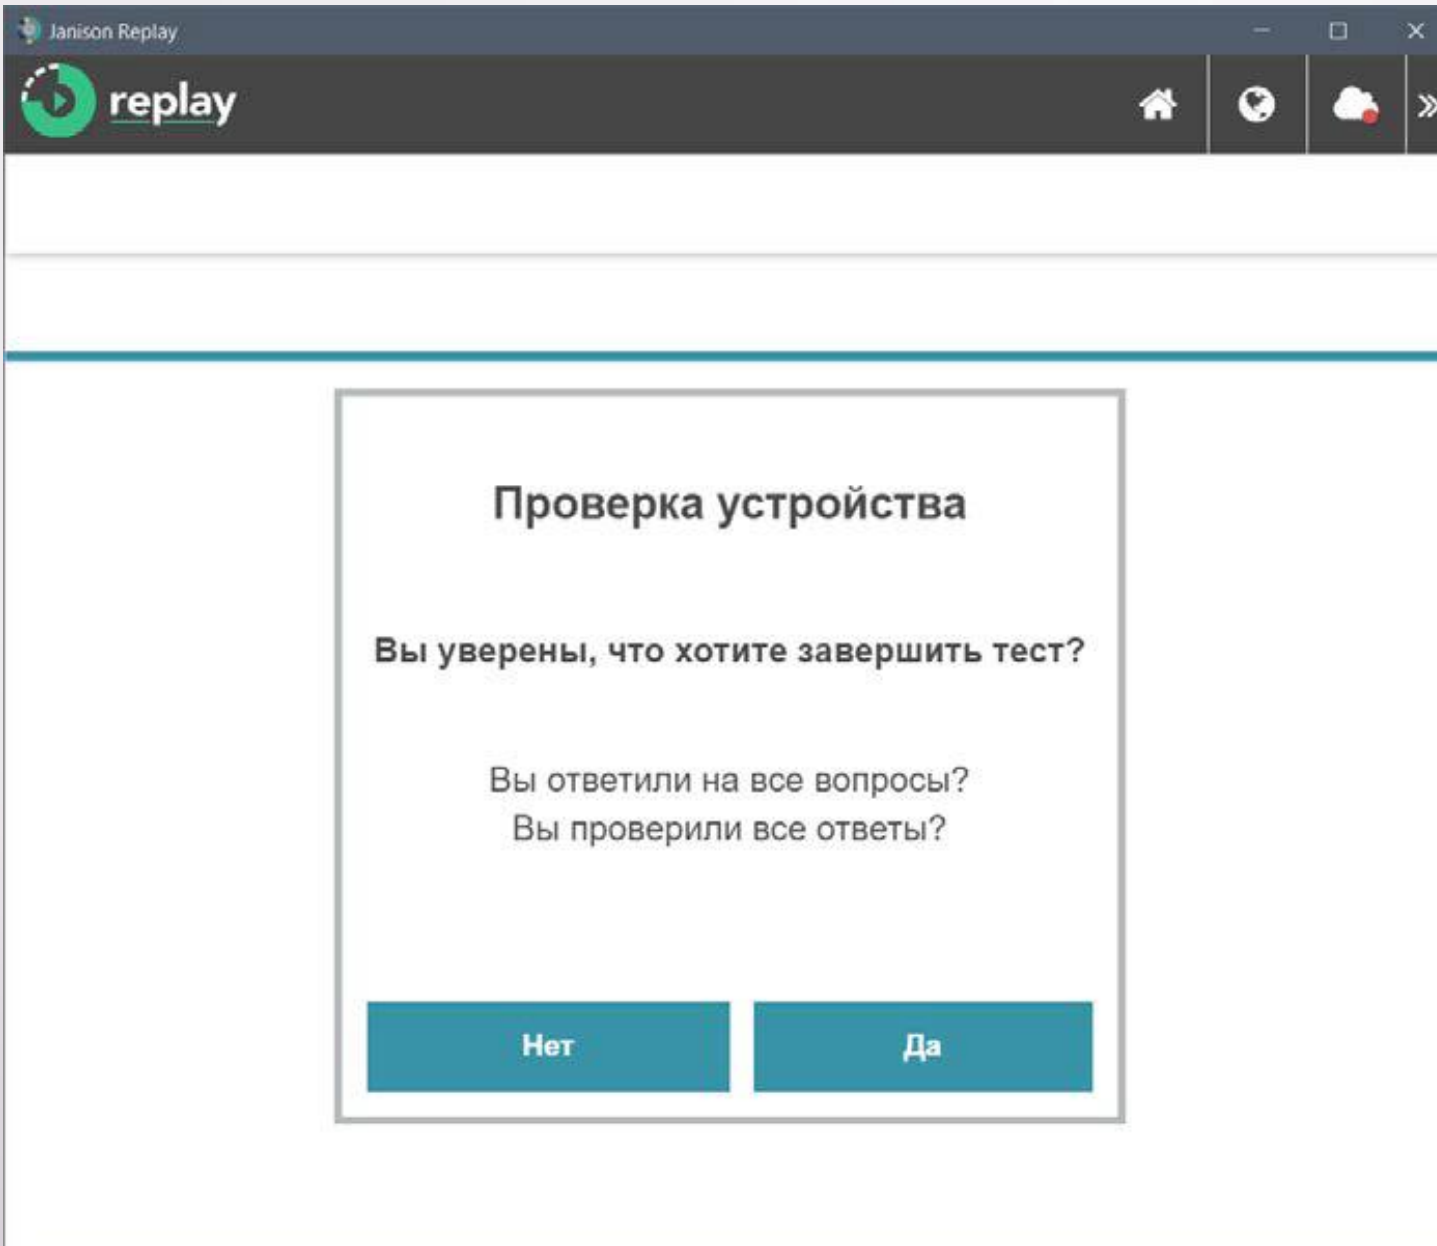 Janison Replay
replay
Проверка устройства
Вы уверены, что хотите завершить тест?
Вы ответили на все вопросы?
Вы проверили все ответы?
Нет
Да